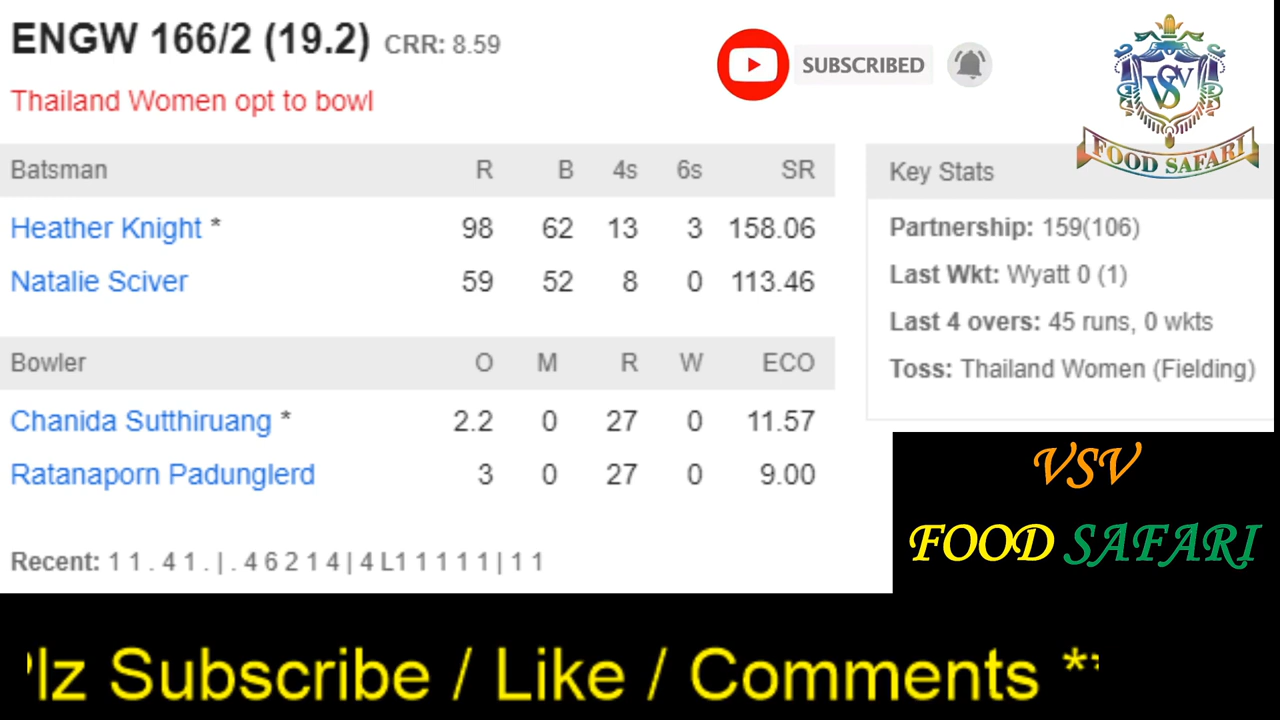 ENGW 166/2 (19.2) CRR: 8.59
SUBSCRIBED
VSV
FOOD SAFARI
Thailand Women opt to bowl
Batsman R B 4s 6s SR
Heather Knight * 98 62 13 3 158.06
Natalie Sciver 59 52 8 0 113.46
Bowler O M R W ECO
Chanida Sutthiruang * 2.2 0 27 0 11.57
Ratanaporn Padunglerd 3 0 27 0 9.00
Recent: 1 1 . 4 1 . | . 4 6 2 1 4 | 4 L1 1 1 1 1 | 1 1
Key Stats
Partnership: 159(106)
Last Wkt: Wyatt 0 (1)
Last 4 overs: 45 runs, 0 wkts
Toss: Thailand Women (Fielding)
VSV
FOOD SAFARI
Plz Subscribe / Like / Comments **